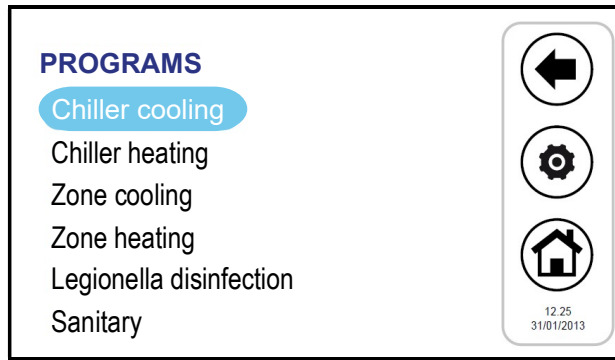 PROGRAMS
Chiller cooling
Chiller heating
Zone cooling
Zone heating
Legionella disinfection
Sanitary
12.25
31/01/2013